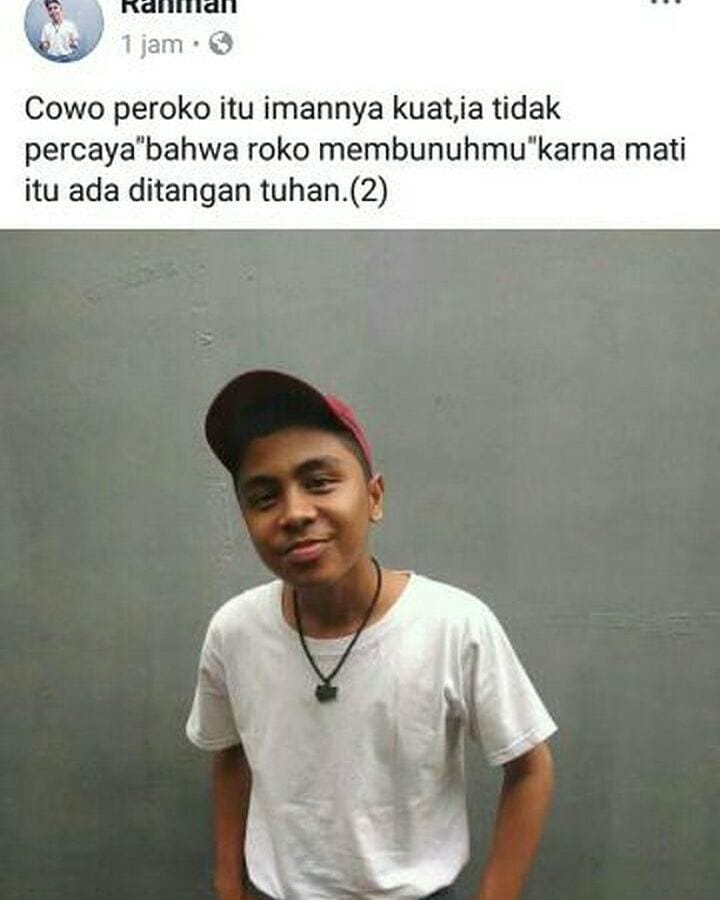 Rahman
1 jam
Cowo peroko itu imannya kuat,ia tidak
percaya"bahwa roko membunuhmu"karna mati
itu ada ditangan tuhan.(2)